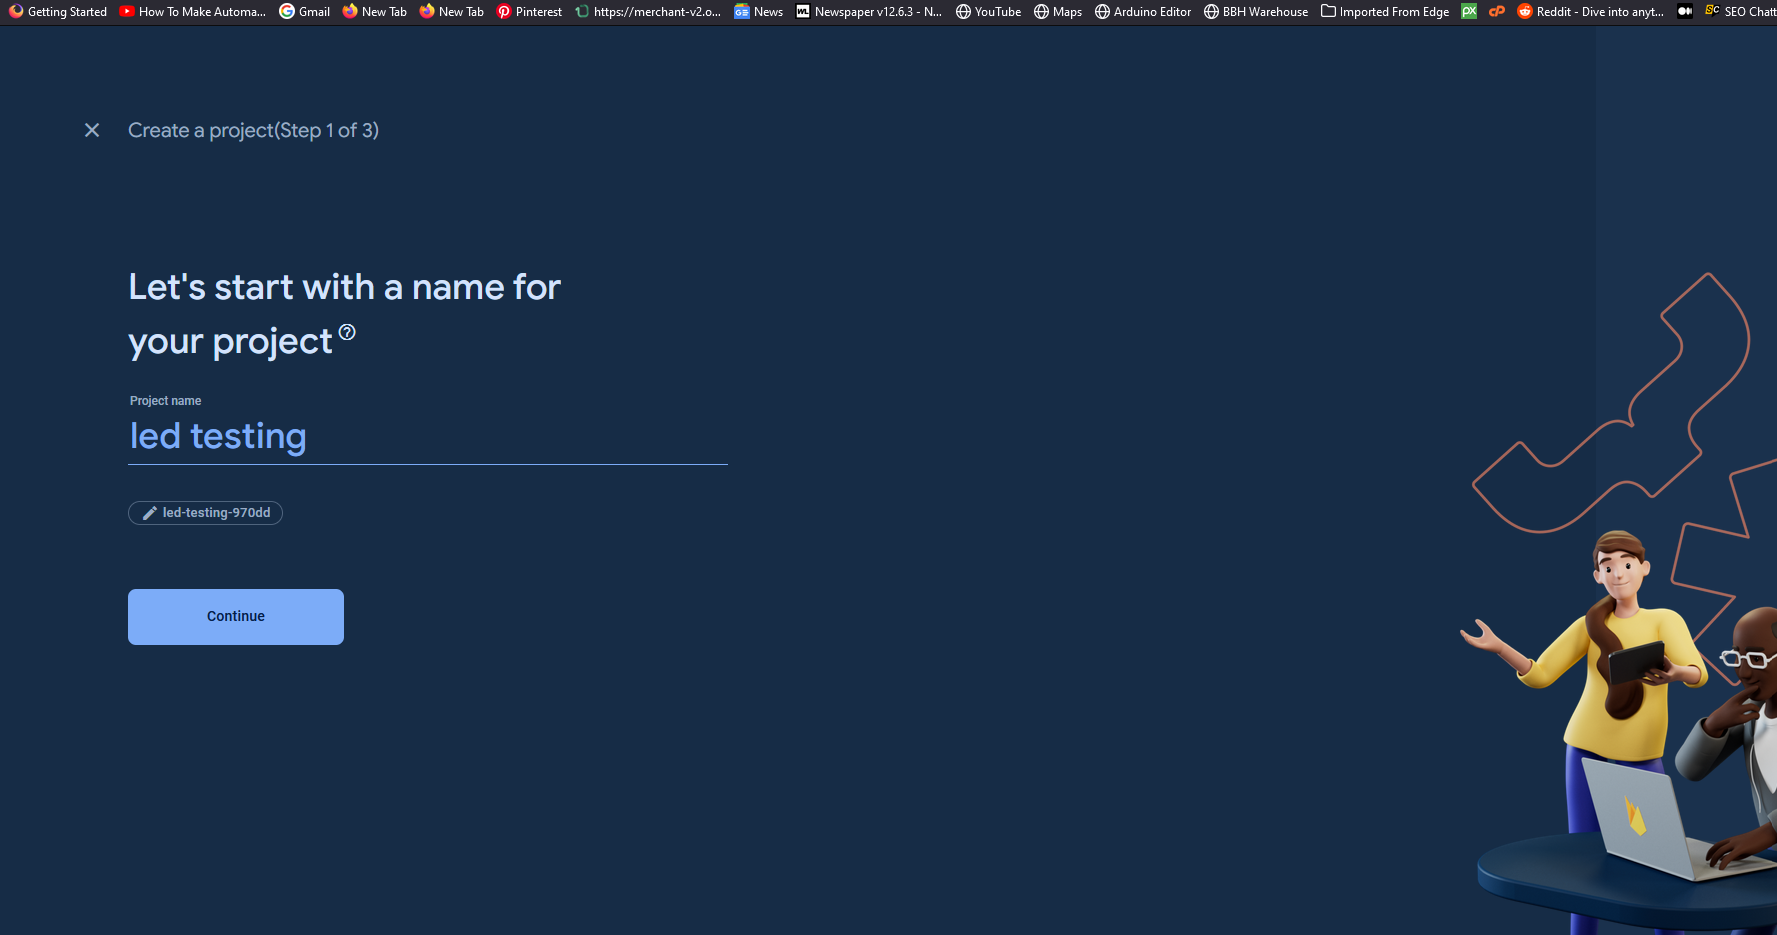 Getting Started How To Make Automa... Gmail New Tab New Tab Pinterest https://merchant-v2.o... News Newspaper v12.6.3 - N... YouTube Maps Arduino Editor BBH Warehouse Imported From Edge Reddit - Dive into anyt... SEO Chatt
Create a project(Step 1 of 3)
Let's start with a name for
your project
Project name
led testing
led-testing-970dd
Continue